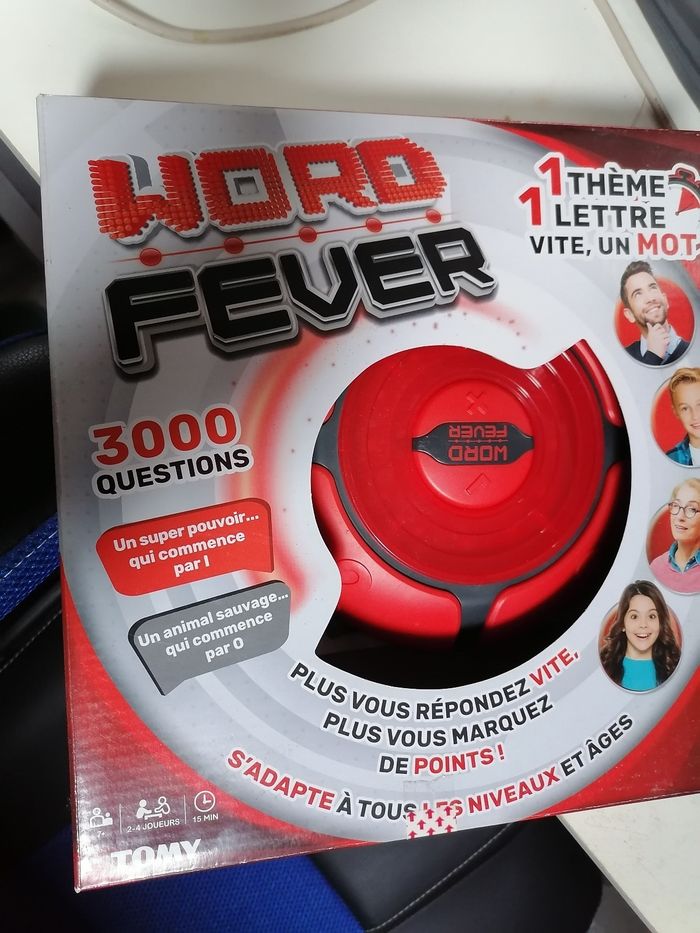 WORD
FEVER
1 THÈME
1 LETTRE
VITE, UN MOT
3000
QUESTIONS
Un super pouvoir...
qui commence
par I
Un animal sauvage...
qui commence
par O
WORD
FEVER
PLUS VOUS RÉPONDEZ VITE,
PLUS VOUS MARQUEZ
DE POINTS !
S'ADAPTE À TOUS LES NIVEAUX ET ÂGES
7+
2-4 JOUEURS
15 MIN
TOMY